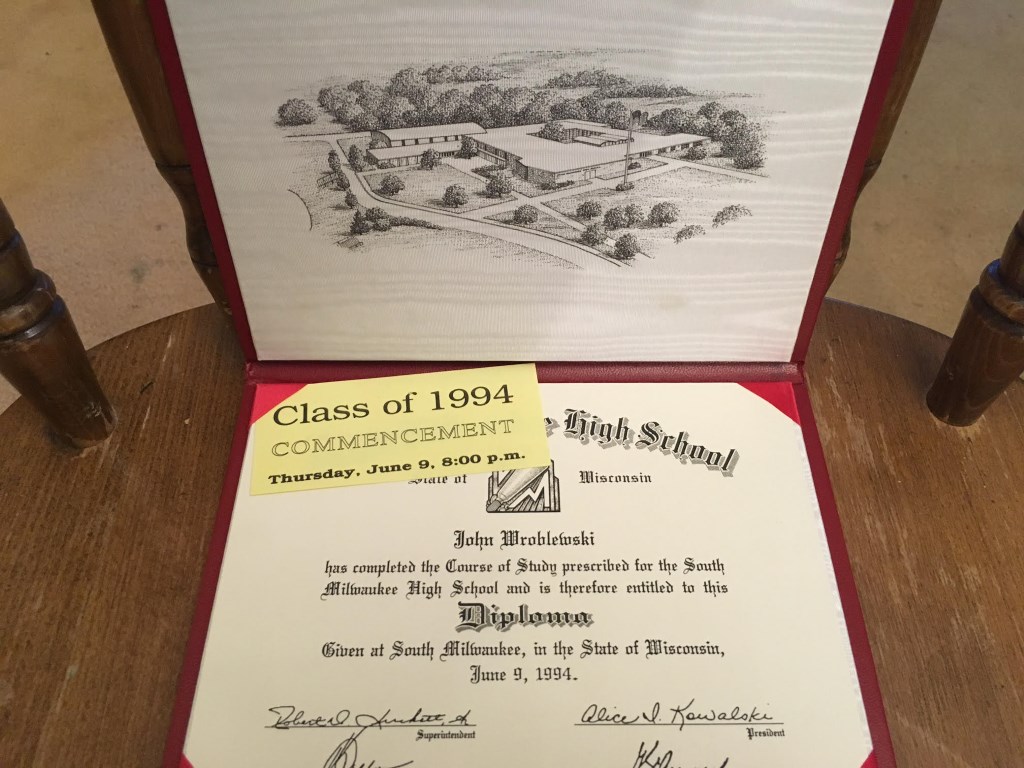 Class of 1994
COMMENCEMENT
Thursday, June 9, 8:00 p.m.
High School
State of Wisconsin
John Wroblewski
has completed the Course of Study prescribed for the South
Milwaukee High School and is therefore entitled to this
Diploma
Given at South Milwaukee, in the State of Wisconsin,
June 9, 1994.
Alice I. Kowalski
Superintendent
President